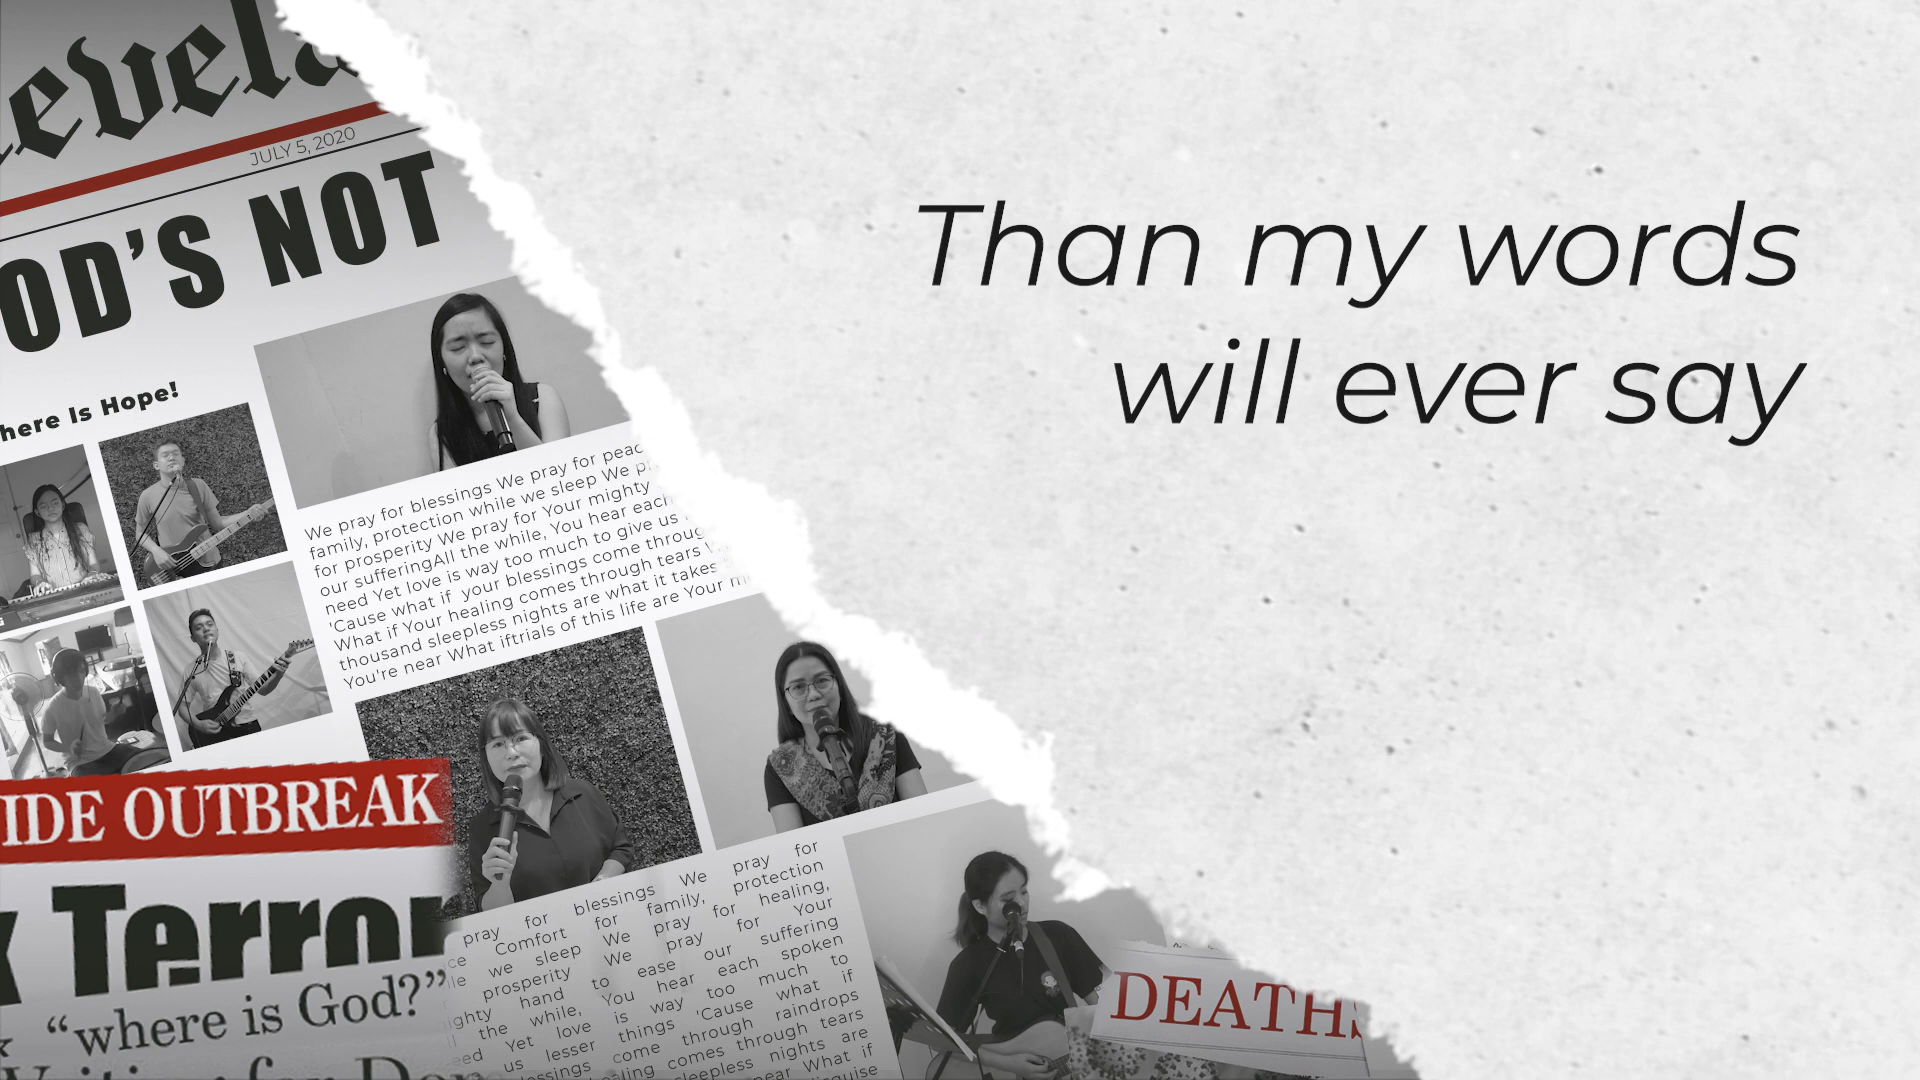 JULY 5, 2020
OD'S NOT
here Is Hope!
We pray for blessings We pray for
family, protection while we sleep We
for prosperity We pray for Your mighty
our sufferingAll the while, You hear each
need Yet love is way too much to give us
'Cause what if your blessings come through
What if Your healing comes through tears
thousand sleepless nights are what it takes
You're near What iftrials of this life are Your
IDE OUTBREAK
Terror
“where is God?”
pray for blessings We pray for
Comfort for family, protection
we sleep We pray for healing,
prosperity We pray for Your
hand to ease our suffering
the while, You hear each spoken
Yet love is way too much to
us lesser things 'Cause what if
come through raindrops
comes through tears
nights are
What if
DEATHS
Than my words
will ever say